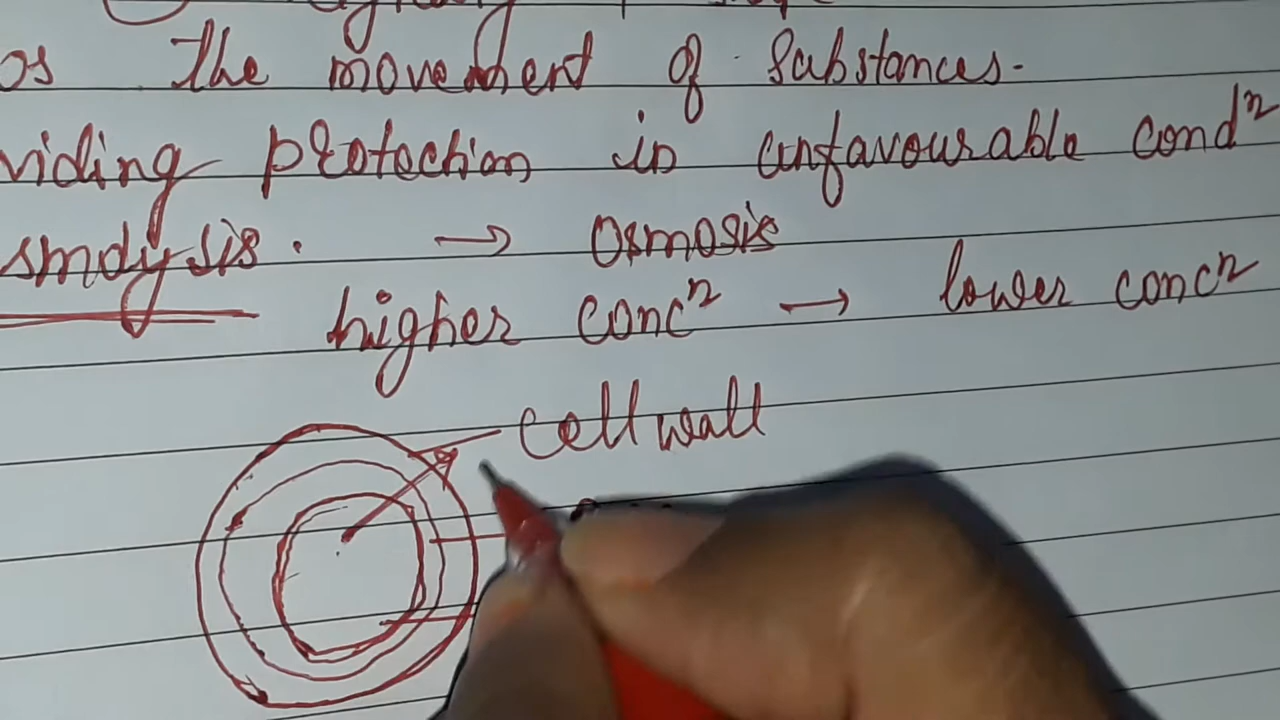 os The movement of substances.
viding protection in unfavourable condⁿ
smolysis. → Osmosis
higher concⁿ → lower concⁿ
Cell wall